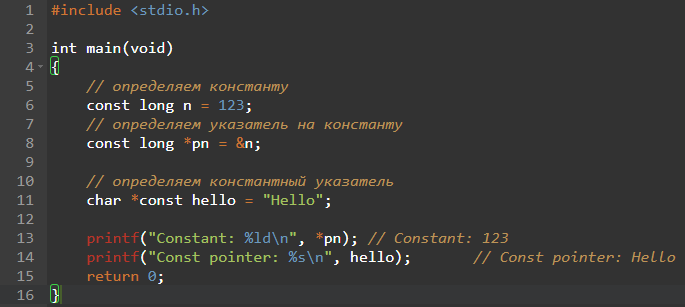 1 #include <stdio.h>
2
3 int main(void)
4 {
5     // определяем константу
6     const long n = 123;
7     // определяем указатель на константу
8     const long *pn = &n;
9
10     // определяем константный указатель
11     char *const hello = "Hello";
12
13     printf("Constant: %ld\n", *pn); // Constant: 123
14     printf("Const pointer: %s\n", hello);       // Const pointer: Hello
15     return 0;
16 }